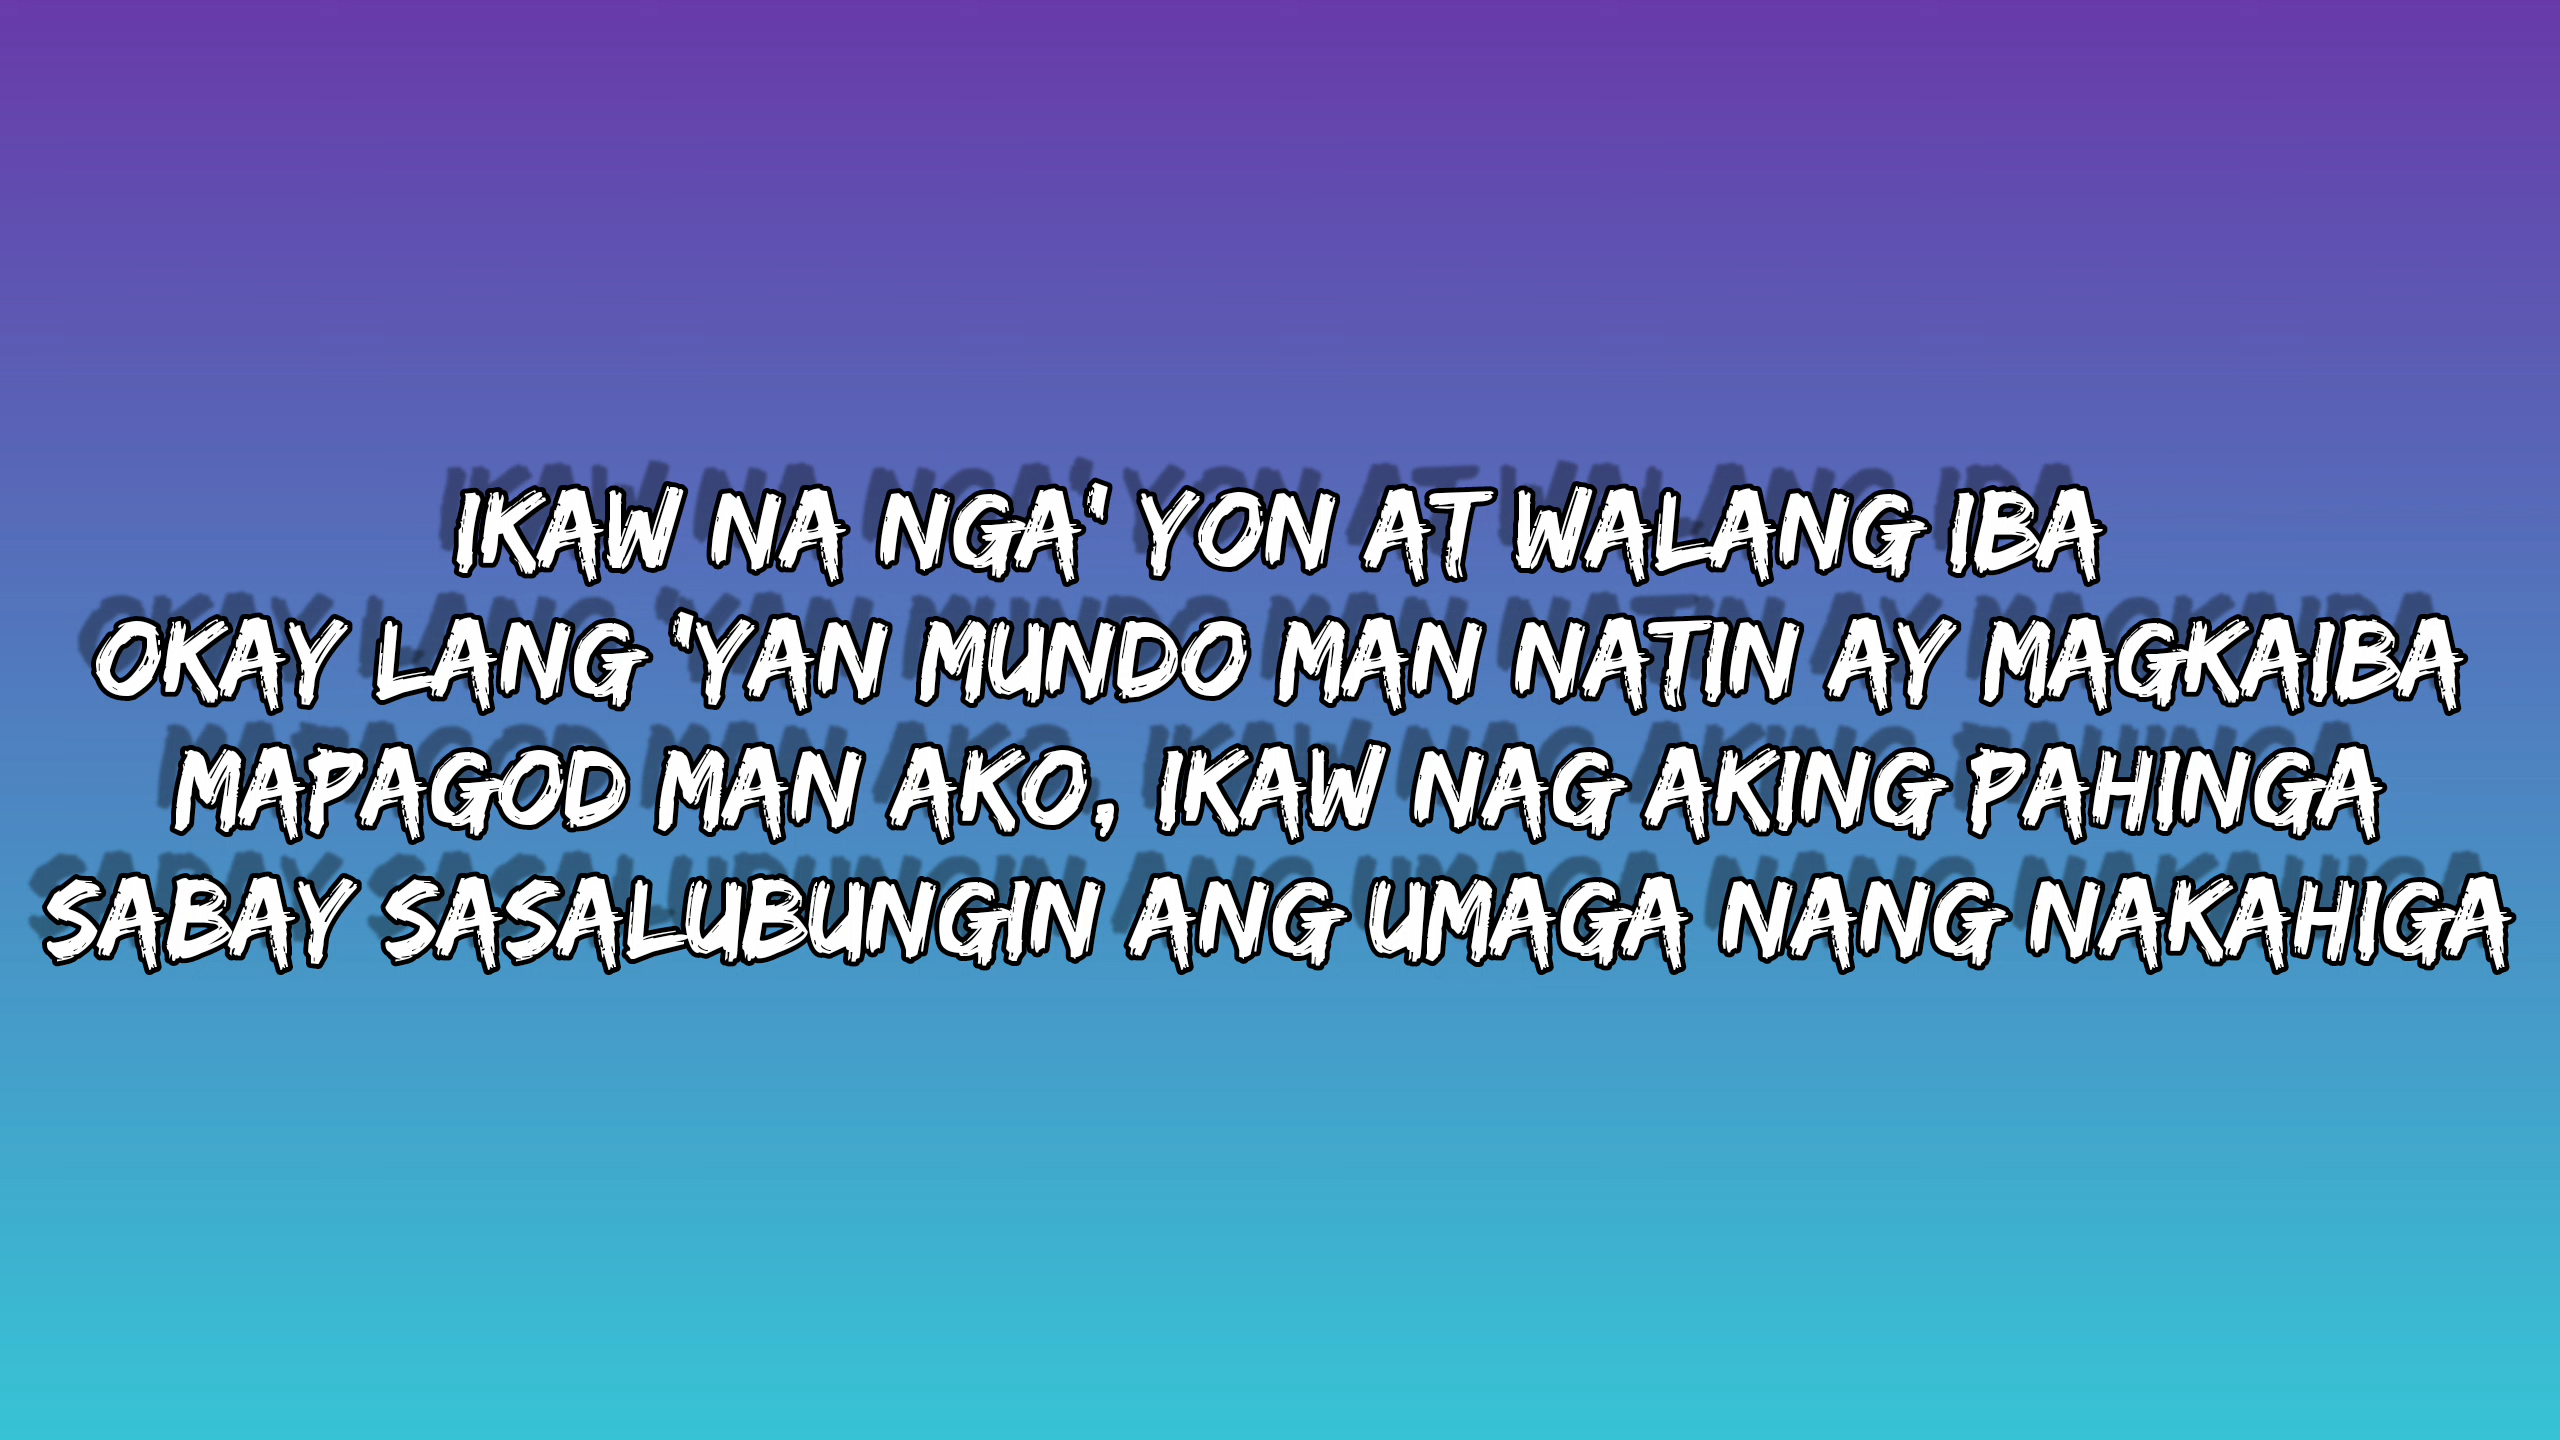 IKAW NA NGA' YON AT WALANG IBA
OKAY LANG 'YAN MUNDO MAN NATIN AY MAGKAIBA
MAPAGOD MAN AKO, IKAW NAG AKING PAHINGA
SABAY SASALUBUNGIN ANG UMAGA NANG NAKAHIGA